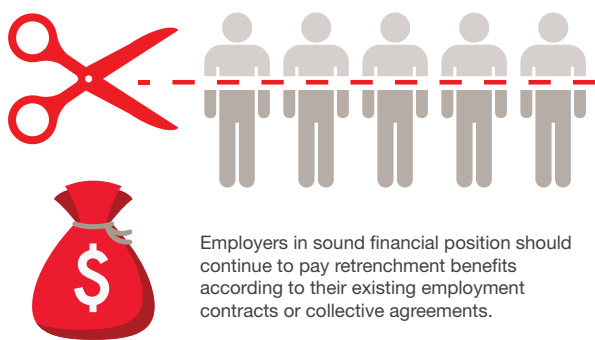 $
Employers in sound financial position should
continue to pay retrenchment benefits
according to their existing employment
contracts or collective agreements.